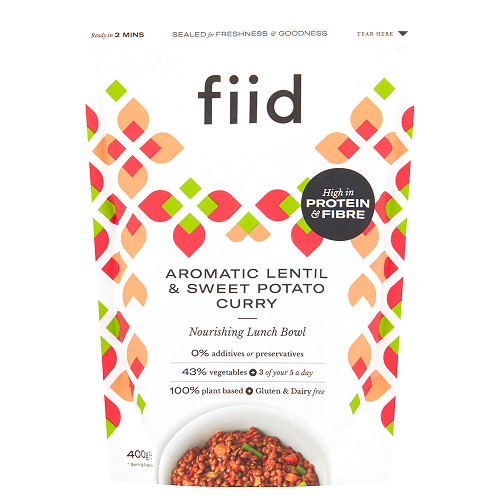 Ready in 2 MINS
SEALED for FRESHNESS & GOODNESS
TEAR HERE
fiid
High in
PROTEIN
& FIBRE
AROMATIC LENTIL
& SWEET POTATO
CURRY
Nourishing Lunch Bowl
0% additives or preservatives
43% vegetables + 3 of your 5 a day
100% plant based + Gluten & Dairy free
400g